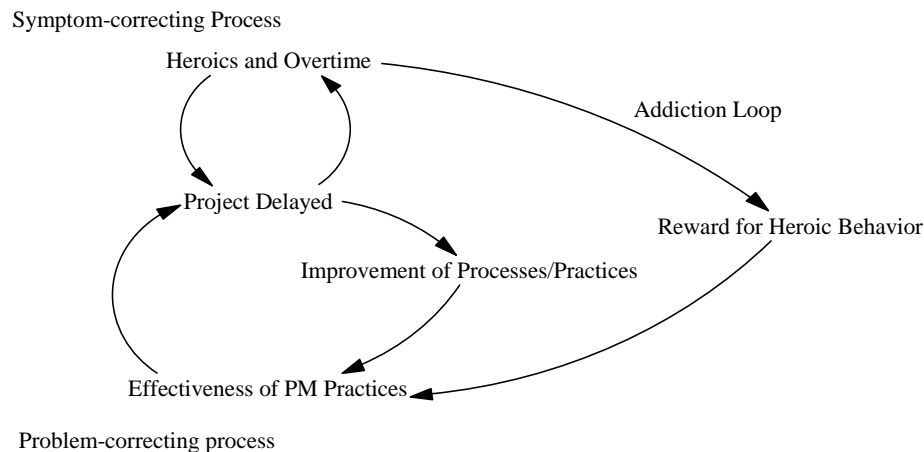 Symptom-correcting Process
Heroics and Overtime
Addiction Loop
Project Delayed
Reward for Heroic Behavior
Improvement of Processes/Practices
Effectiveness of PM Practices
Problem-correcting process